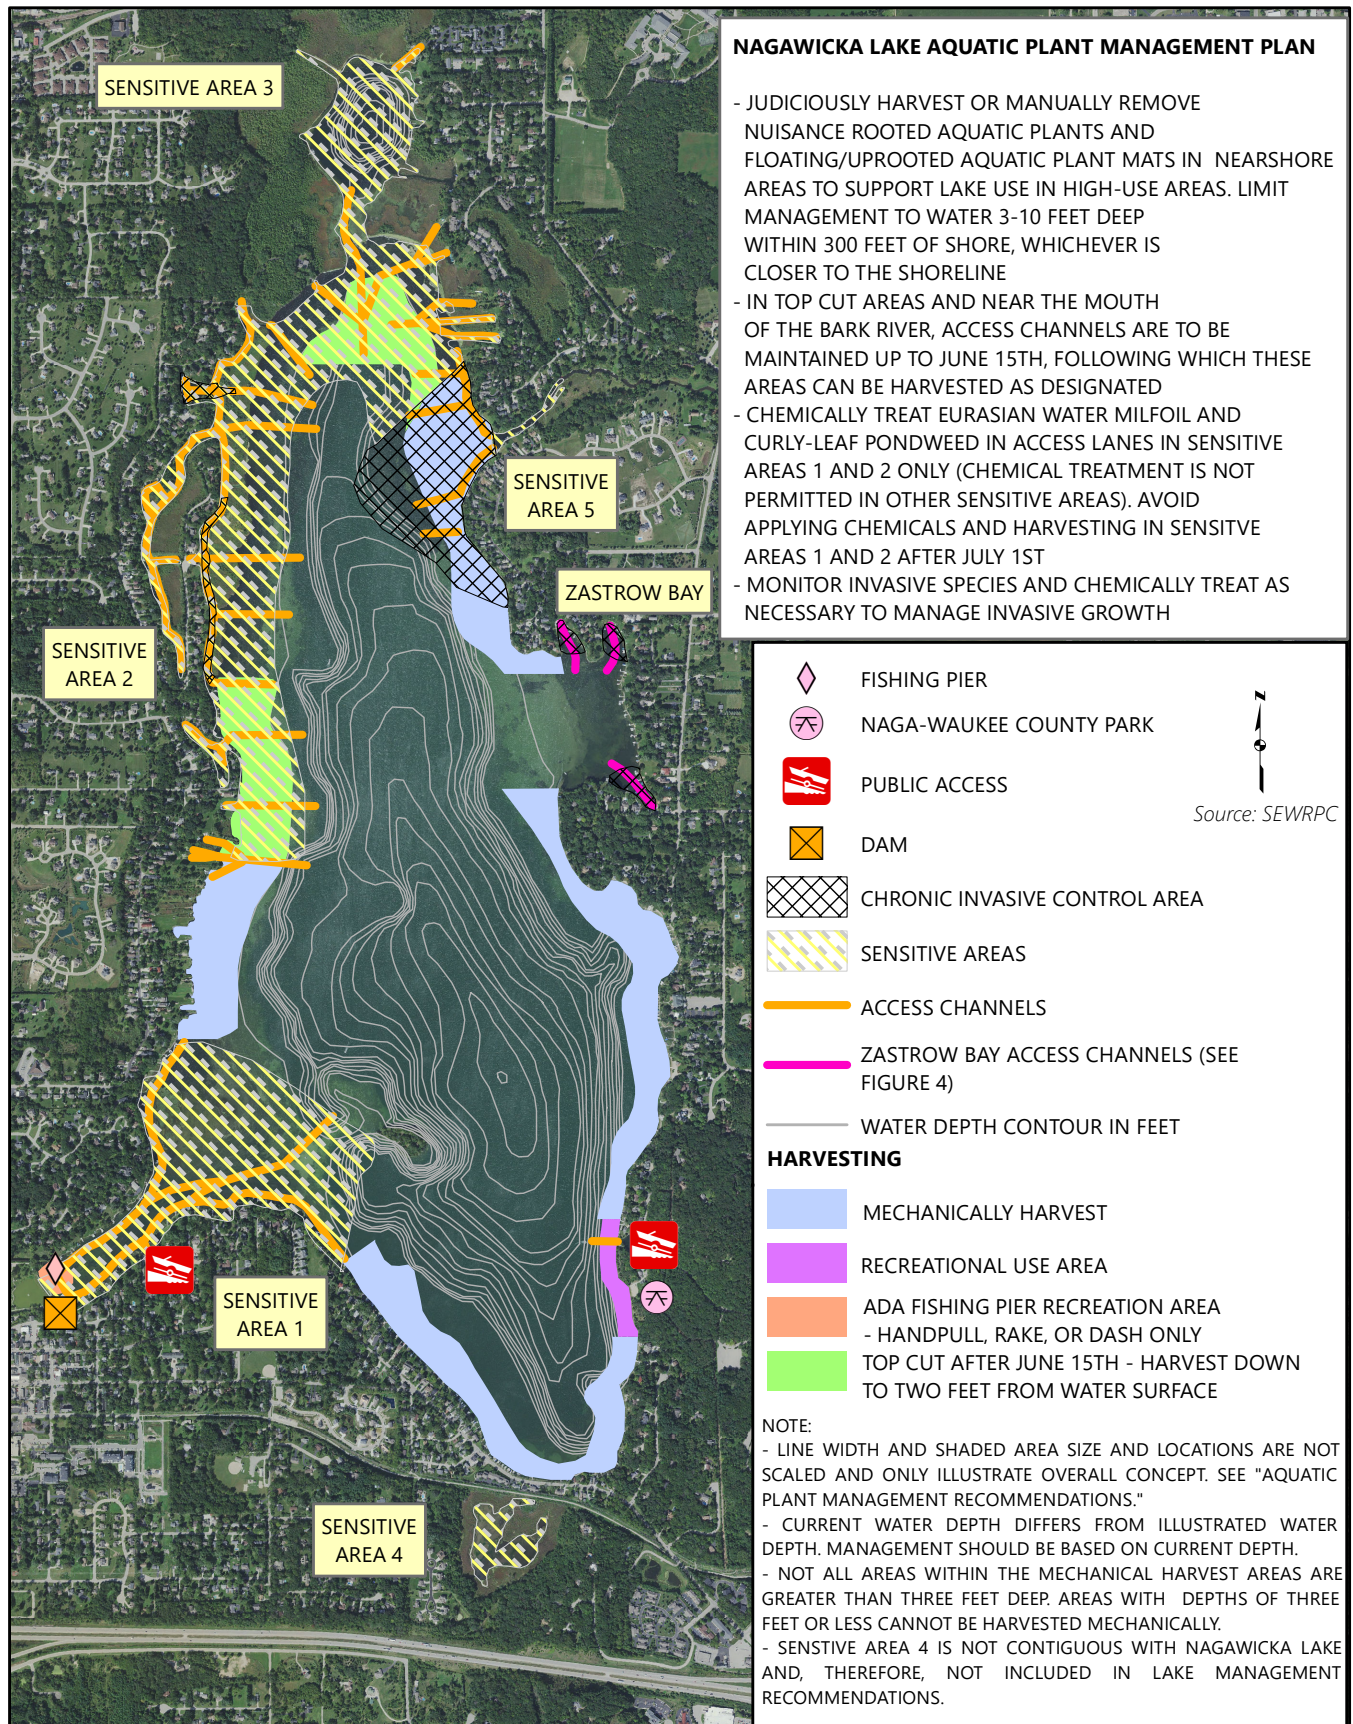 SENSITIVE AREA 3
NAGAWICKA LAKE AQUATIC PLANT MANAGEMENT PLAN
- JUDICIOUSLY HARVEST OR MANUALLY REMOVE
NUISANCE ROOTED AQUATIC PLANTS AND
FLOATING/UPROOTED AQUATIC PLANT MATS IN NEARSHORE
AREAS TO SUPPORT LAKE USE IN HIGH-USE AREAS. LIMIT
MANAGEMENT TO WATER 3-10 FEET DEEP
WITHIN 300 FEET OF SHORE, WHICHEVER IS
CLOSER TO THE SHORELINE
- IN TOP CUT AREAS AND NEAR THE MOUTH
OF THE BARK RIVER, ACCESS CHANNELS ARE TO BE
MAINTAINED UP TO JUNE 15TH, FOLLOWING WHICH THESE
AREAS CAN BE HARVESTED AS DESIGNATED
- CHEMICALLY TREAT EURASIAN WATER MILFOIL AND
CURLY-LEAF PONDWEED IN ACCESS LANES IN SENSITIVE
AREAS 1 AND 2 ONLY (CHEMICAL TREATMENT IS NOT
PERMITTED IN OTHER SENSITIVE AREAS). AVOID
APPLYING CHEMICALS AND HARVESTING IN SENSITVE
AREAS 1 AND 2 AFTER JULY 1ST
- MONITOR INVASIVE SPECIES AND CHEMICALLY TREAT AS
NECESSARY TO MANAGE INVASIVE GROWTH
SENSITIVE
AREA 5
ZASTROW BAY
SENSITIVE
AREA 2
SENSITIVE
AREA 1
SENSITIVE
AREA 4
FISHING PIER
NAGA-WAUKEE COUNTY PARK
PUBLIC ACCESS
DAM
CHRONIC INVASIVE CONTROL AREA
SENSITIVE AREAS
ACCESS CHANNELS
ZASTROW BAY ACCESS CHANNELS (SEE
FIGURE 4)
WATER DEPTH CONTOUR IN FEET
N
Source: SEWRPC
HARVESTING
MECHANICALLY HARVEST
RECREATIONAL USE AREA
ADA FISHING PIER RECREATION AREA
- HANDPULL, RAKE, OR DASH ONLY
TOP CUT AFTER JUNE 15TH - HARVEST DOWN
TO TWO FEET FROM WATER SURFACE
NOTE:
- LINE WIDTH AND SHADED AREA SIZE AND LOCATIONS ARE NOT
SCALED AND ONLY ILLUSTRATE OVERALL CONCEPT. SEE "AQUATIC
PLANT MANAGEMENT RECOMMENDATIONS."
- CURRENT WATER DEPTH DIFFERS FROM ILLUSTRATED WATER
DEPTH. MANAGEMENT SHOULD BE BASED ON CURRENT DEPTH.
- NOT ALL AREAS WITHIN THE MECHANICAL HARVEST AREAS ARE
GREATER THAN THREE FEET DEEP. AREAS WITH DEPTHS OF THREE
FEET OR LESS CANNOT BE HARVESTED MECHANICALLY.
- SENSTIVE AREA 4 IS NOT CONTIGUOUS WITH NAGAWICKA LAKE
AND, THEREFORE, NOT INCLUDED IN LAKE MANAGEMENT
RECOMMENDATIONS.